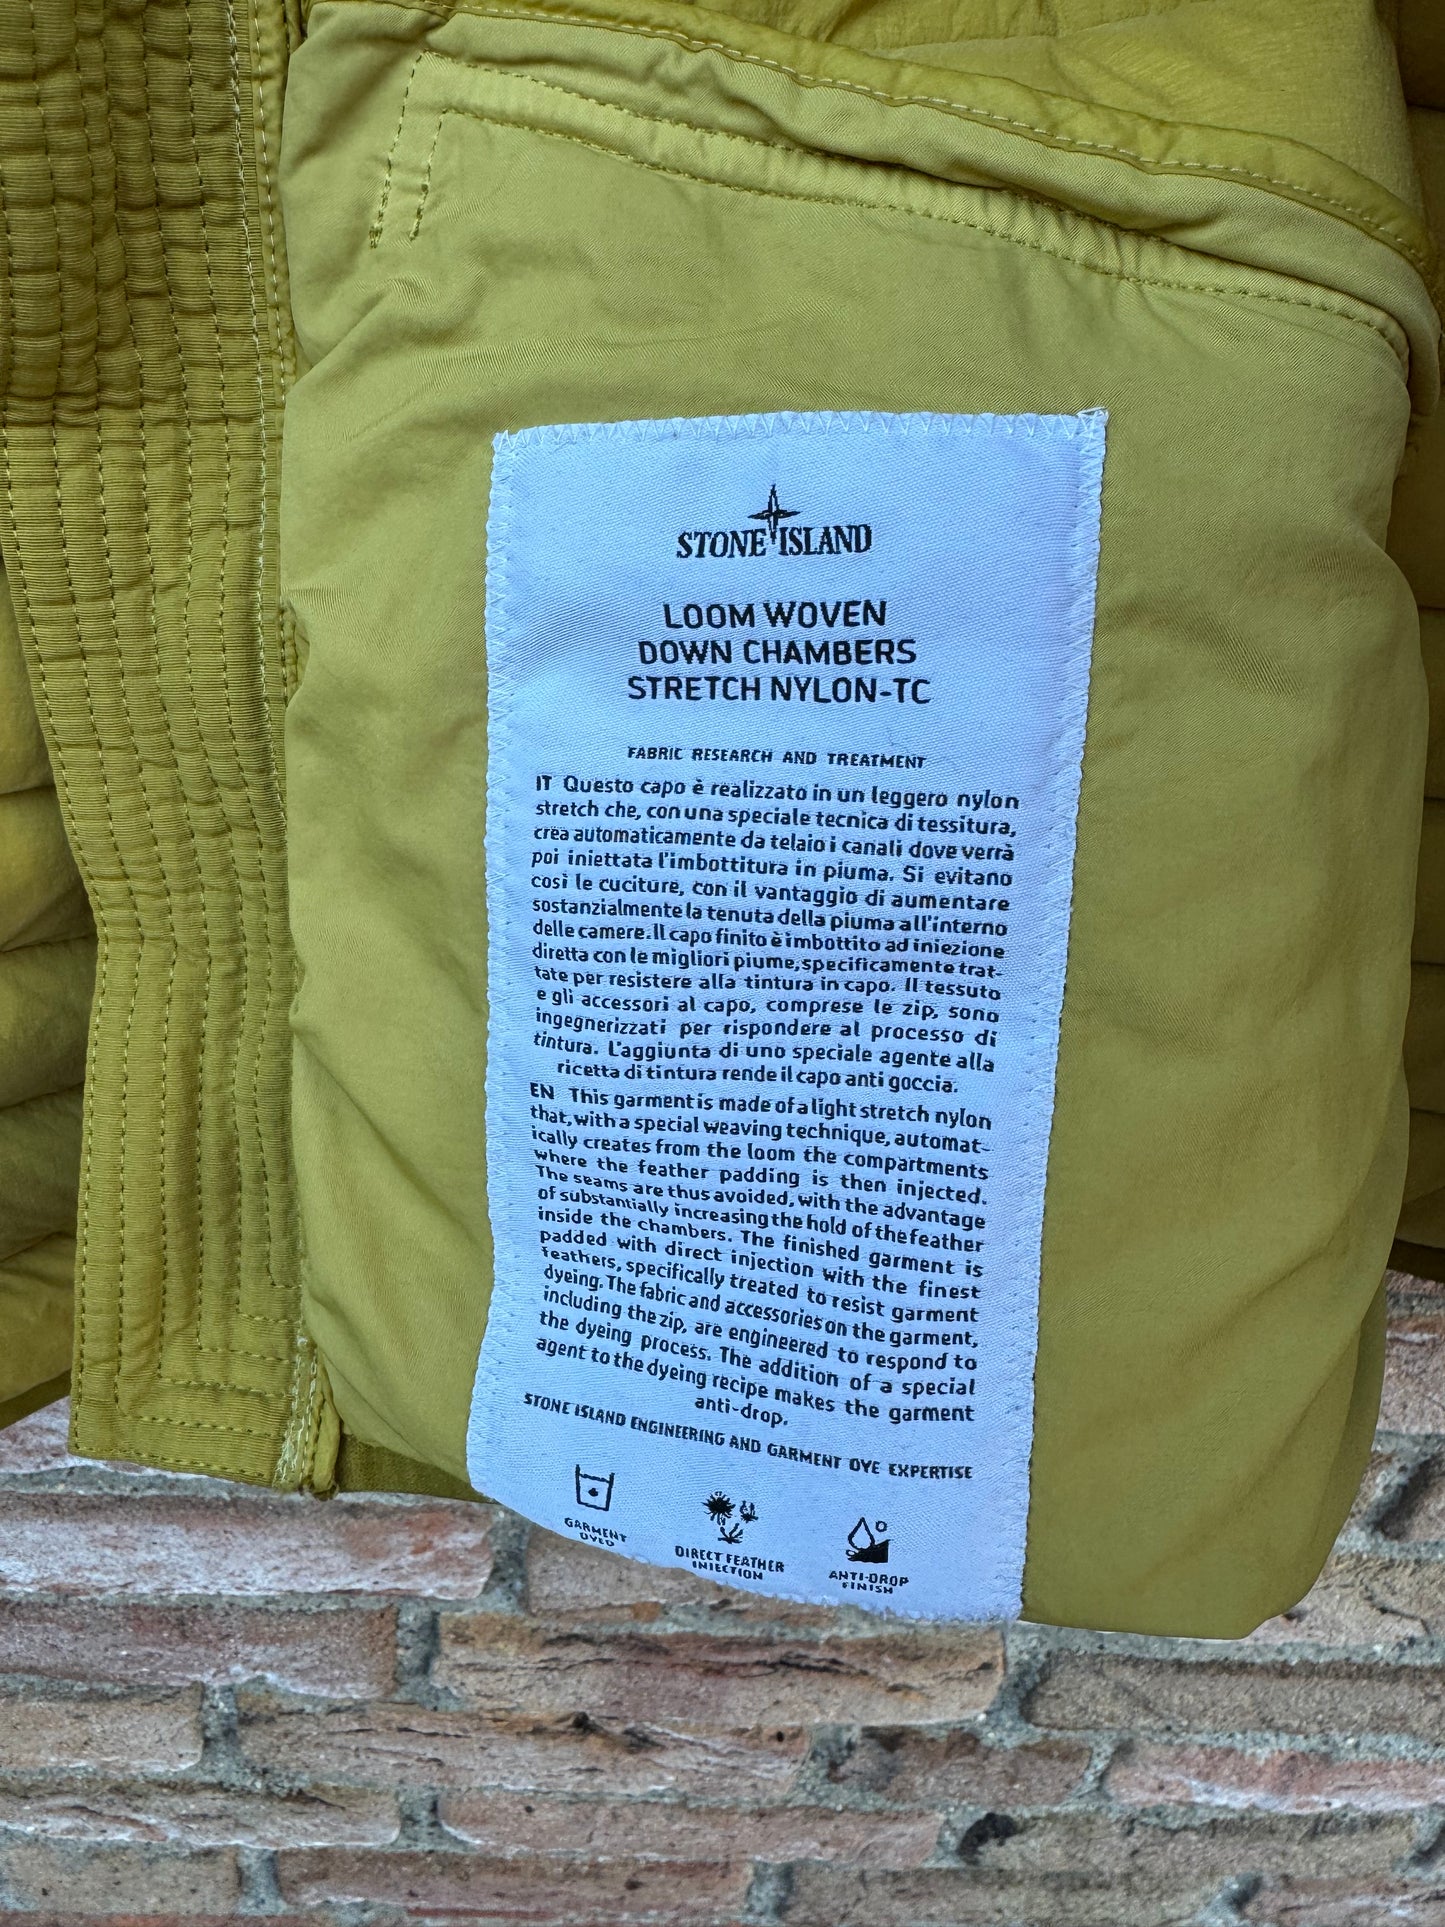 STONE ISLAND
LOOM WOVEN
DOWN CHAMBERS
STRETCH NYLON-TC
FABRIC RESEARCH AND TREATMENT
IT Questo capo è realizzato in un leggero nylon
stretch che, con una speciale tecnica di tessitura,
crea automaticamente da telaio i canali dove verrà
poi iniettata l'imbottitura in piuma. Si evitano
così le cuciture, con il vantaggio di aumentare
sostanzialmente la tenuta della piuma all'interno
delle camere. Il capo finito è imbottito ad iniezione
diretta con le migliori piume, specificamente trat-
tate per resistere alla tintura in capo. Il tessuto
e gli accessori al capo, comprese le zip, sono
ingegnerizzati per rispondere al processo di
tintura. L'aggiunta di uno speciale agente alla
ricetta di tintura rende il capo anti goccia.
EN This garment is made of a light stretch nylon
that, with a special weaving technique, automat-
ically creates from the loom the compartments
where the feather padding is then injected.
The seams are thus avoided, with the advantage
of substantially increasing the hold of the feather
inside the chambers. The finished garment is
padded with direct injection with the finest
feathers, specifically treated to resist garment
dyeing. The fabric and accessories on the garment,
including the zip, are engineered to respond to
the dyeing process. The addition of a special
agent to the dyeing recipe makes the garment
anti-drop.
STONE ISLAND ENGINEERING AND GARMENT DYE EXPERTISE
GARMENT
DYED
DIRECT FEATHER
INJECTION
ANTI-DROP
FINISH